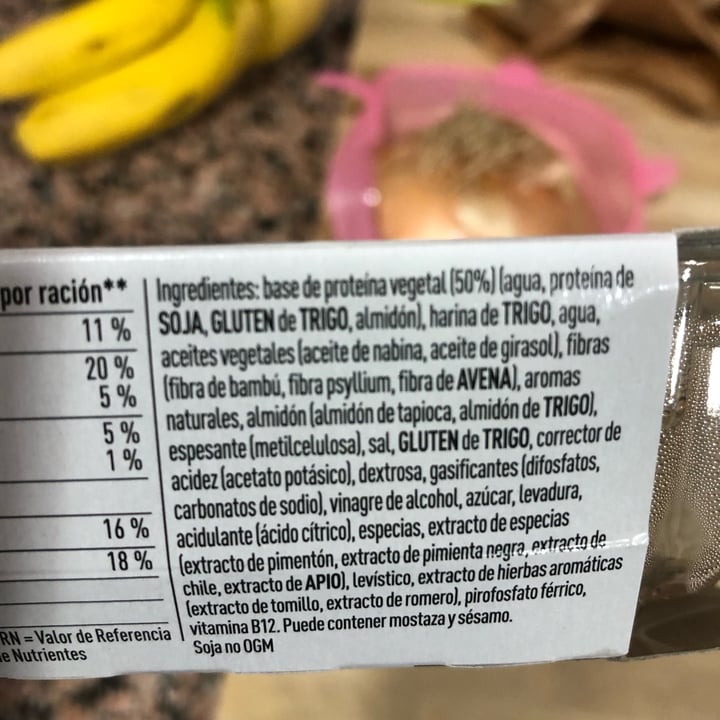 por ración**
11 %
20 %
5 %
5 %
1 %
16 %
18 %
RN = Valor de Referencia
e Nutrientes
Ingredientes: base de proteína vegetal (50%) (agua, proteína de
SOJA, GLUTEN de TRIGO, almidón), harina de TRIGO, agua,
aceites vegetales (aceite de nabina, aceite de girasol), fibras
(fibra de bambú, fibra psyllium, fibra de AVENA), aromas
naturales, almidón (almidón de tapioca, almidón de TRIGO),
espesante (metilcelulosa), sal, GLUTEN de TRIGO, corrector de
acidez (acetato potásico), dextrosa, gasificantes (difosfatos,
carbonatos de sodio), vinagre de alcohol, azúcar, levadura,
acidulante (ácido cítrico), especias, extracto de especias
(extracto de pimentón, extracto de pimienta negra, extracto de
chile, extracto de APIO), levístico, extracto de hierbas aromáticas
(extracto de tomillo, extracto de romero), pirofosfato férrico,
vitamina B12. Puede contener mostaza y sésamo.
Soja no OGM